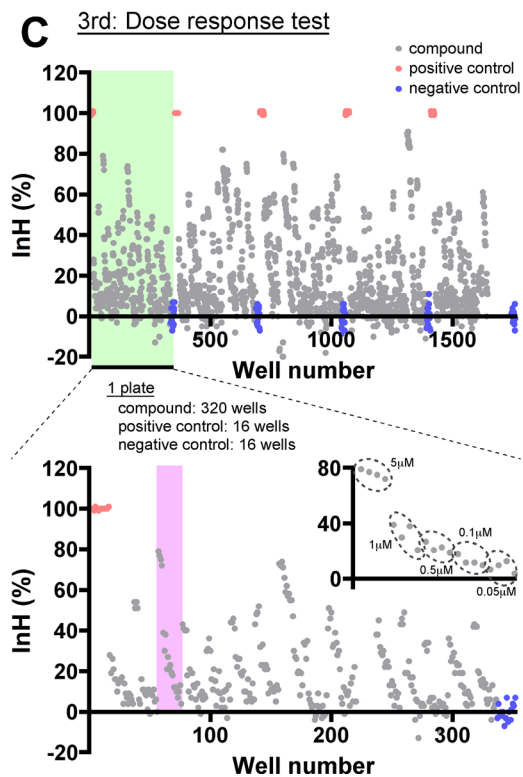 C 3rd: Dose response test
compound
positive control
negative control
InH (%)
120
100
80
60
40
20
0
-20
500
1000
1500
Well number
1 plate
compound: 320 wells
positive control: 16 wells
negative control: 16 wells
InH (%)
120
100
80
60
40
20
0
-20
100
200
300
Well number
80
40
0
5µM
1µM
0.5µM
0.1µM
0.05µM